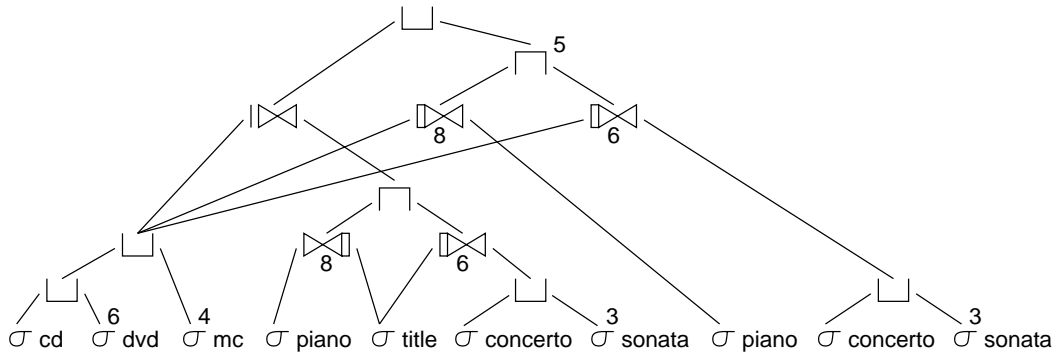 5
8
6
8
6
6
4
3
3
σ cd
σ dvd
σ mc
σ piano
σ title
σ concerto
σ sonata
σ piano
σ concerto
σ sonata